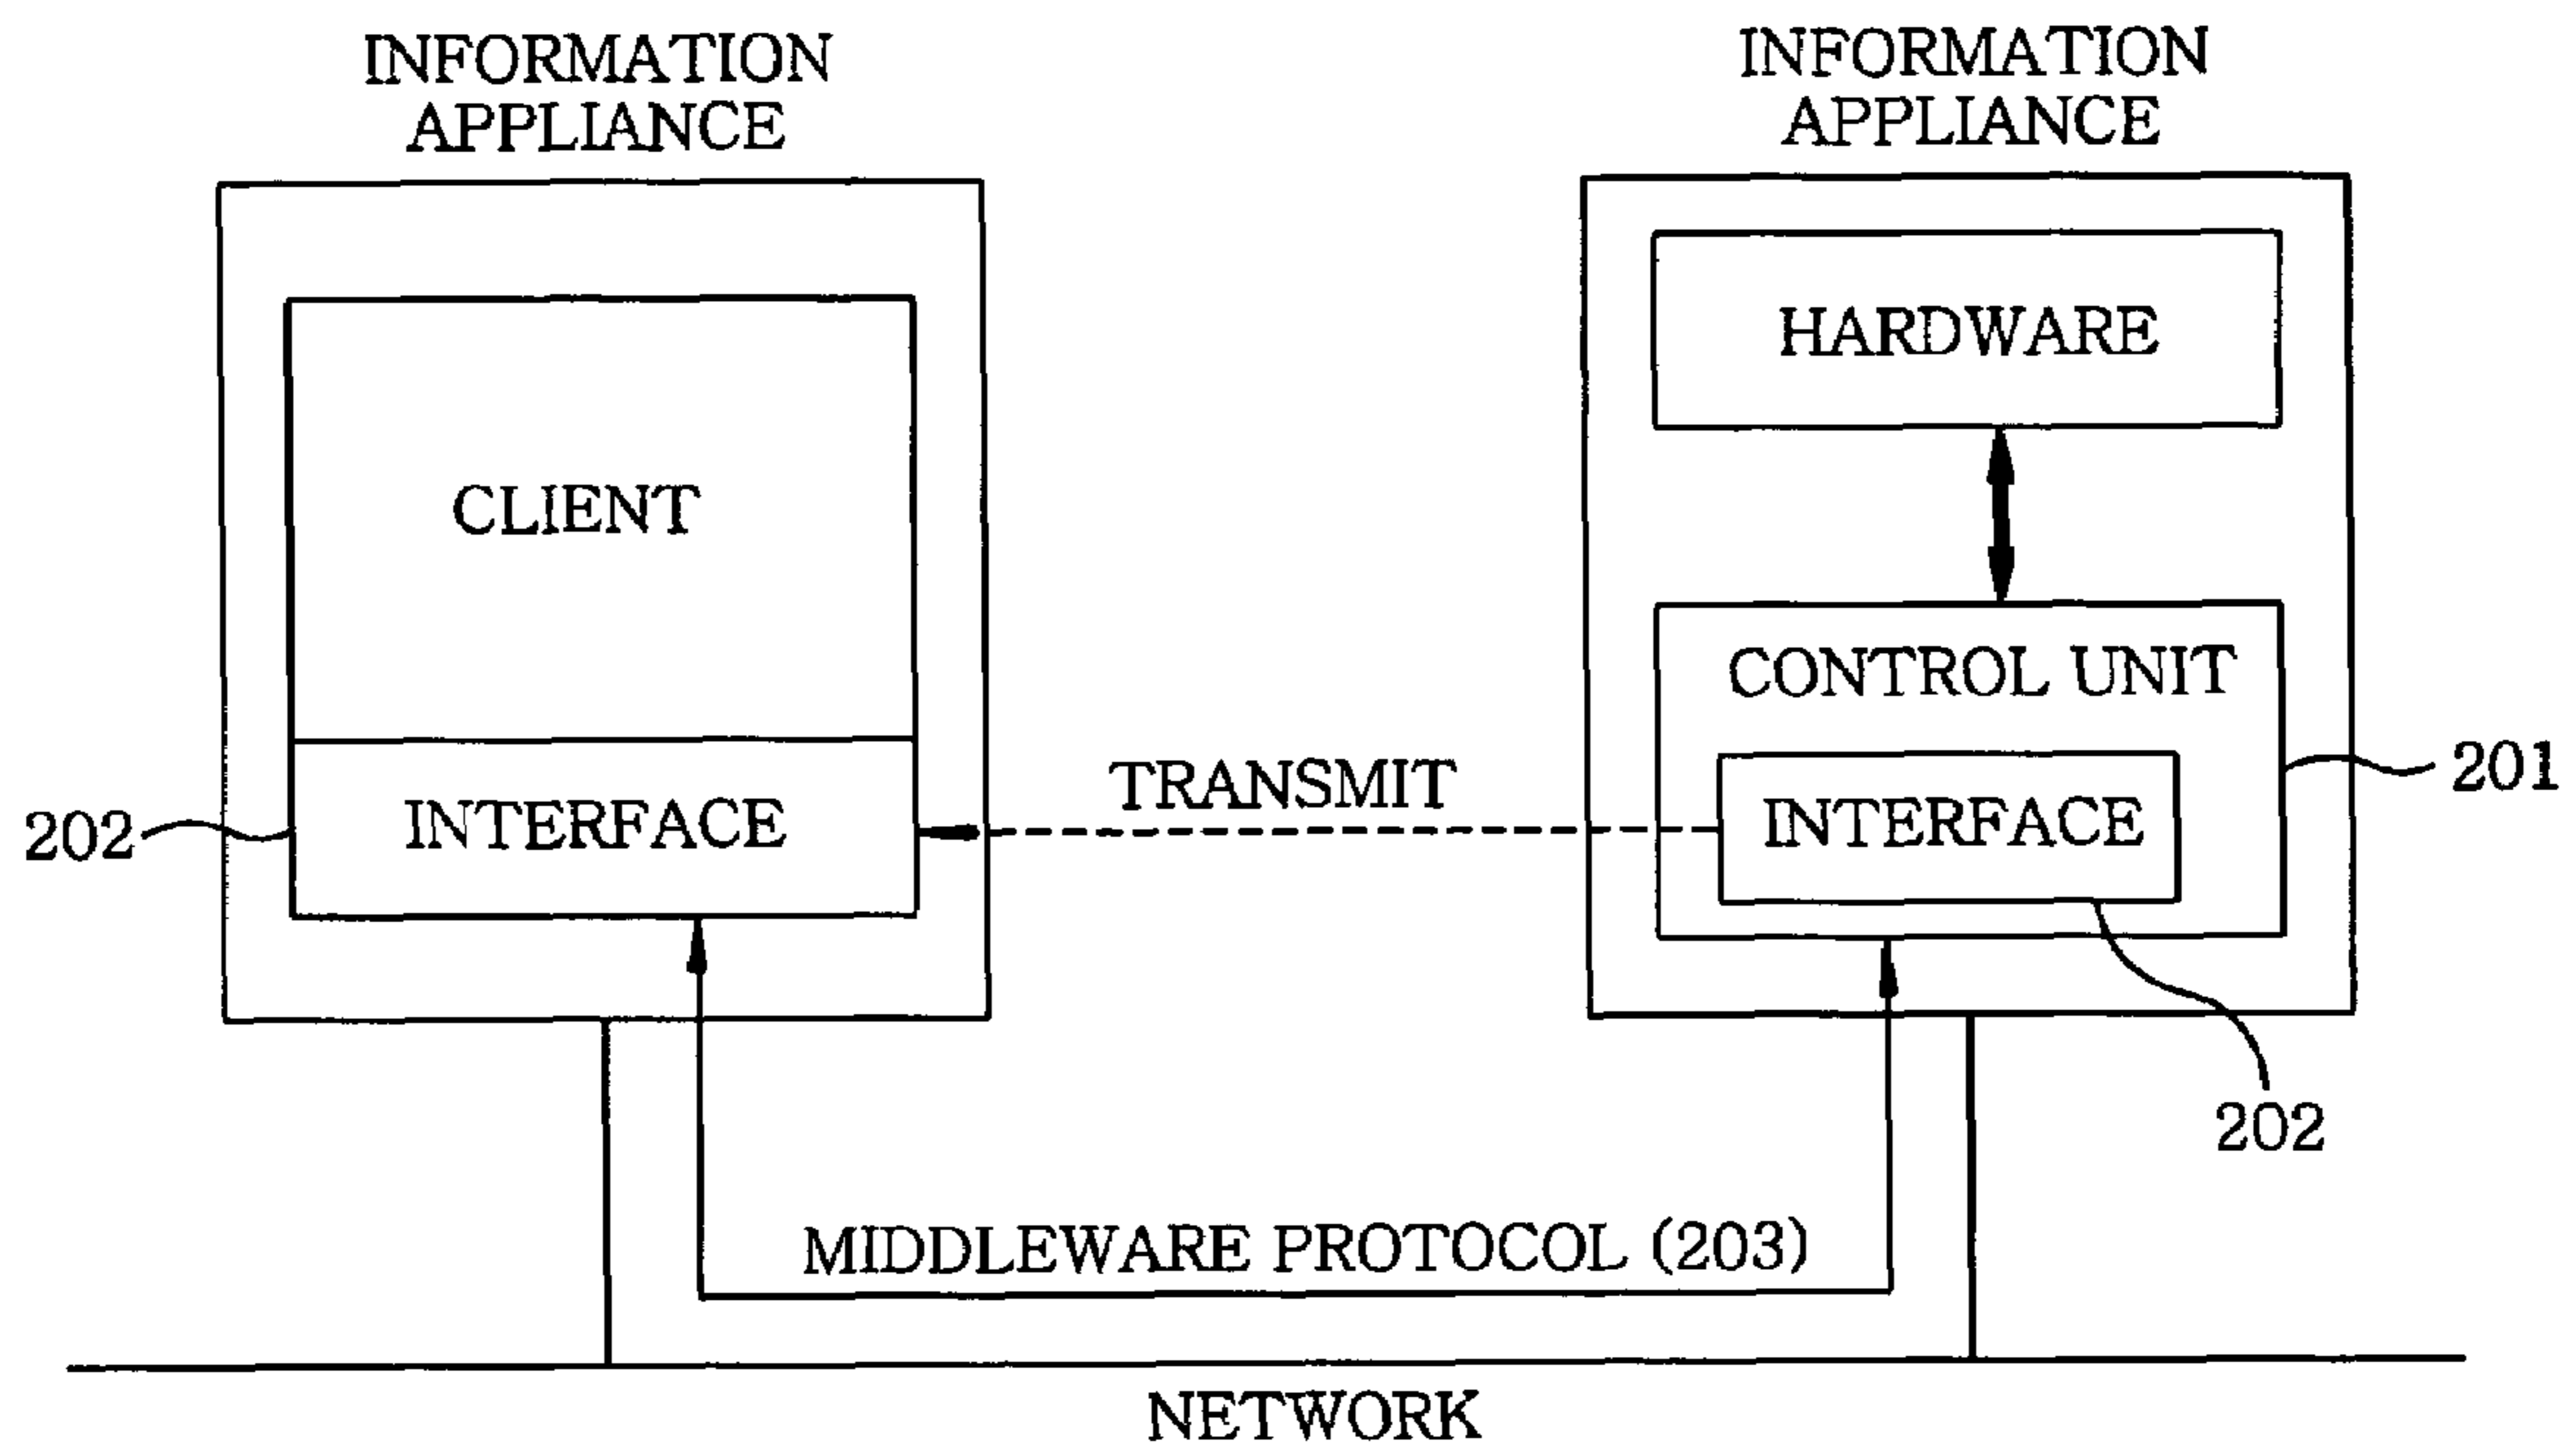 INFORMATION
APPLIANCE
INFORMATION
APPLIANCE
HARDWARE
CLIENT
CONTROL UNIT
201
TRANSMIT
INTERFACE
INTERFACE
202
202
MIDDLEWARE PROTOCOL (203)
NETWORK